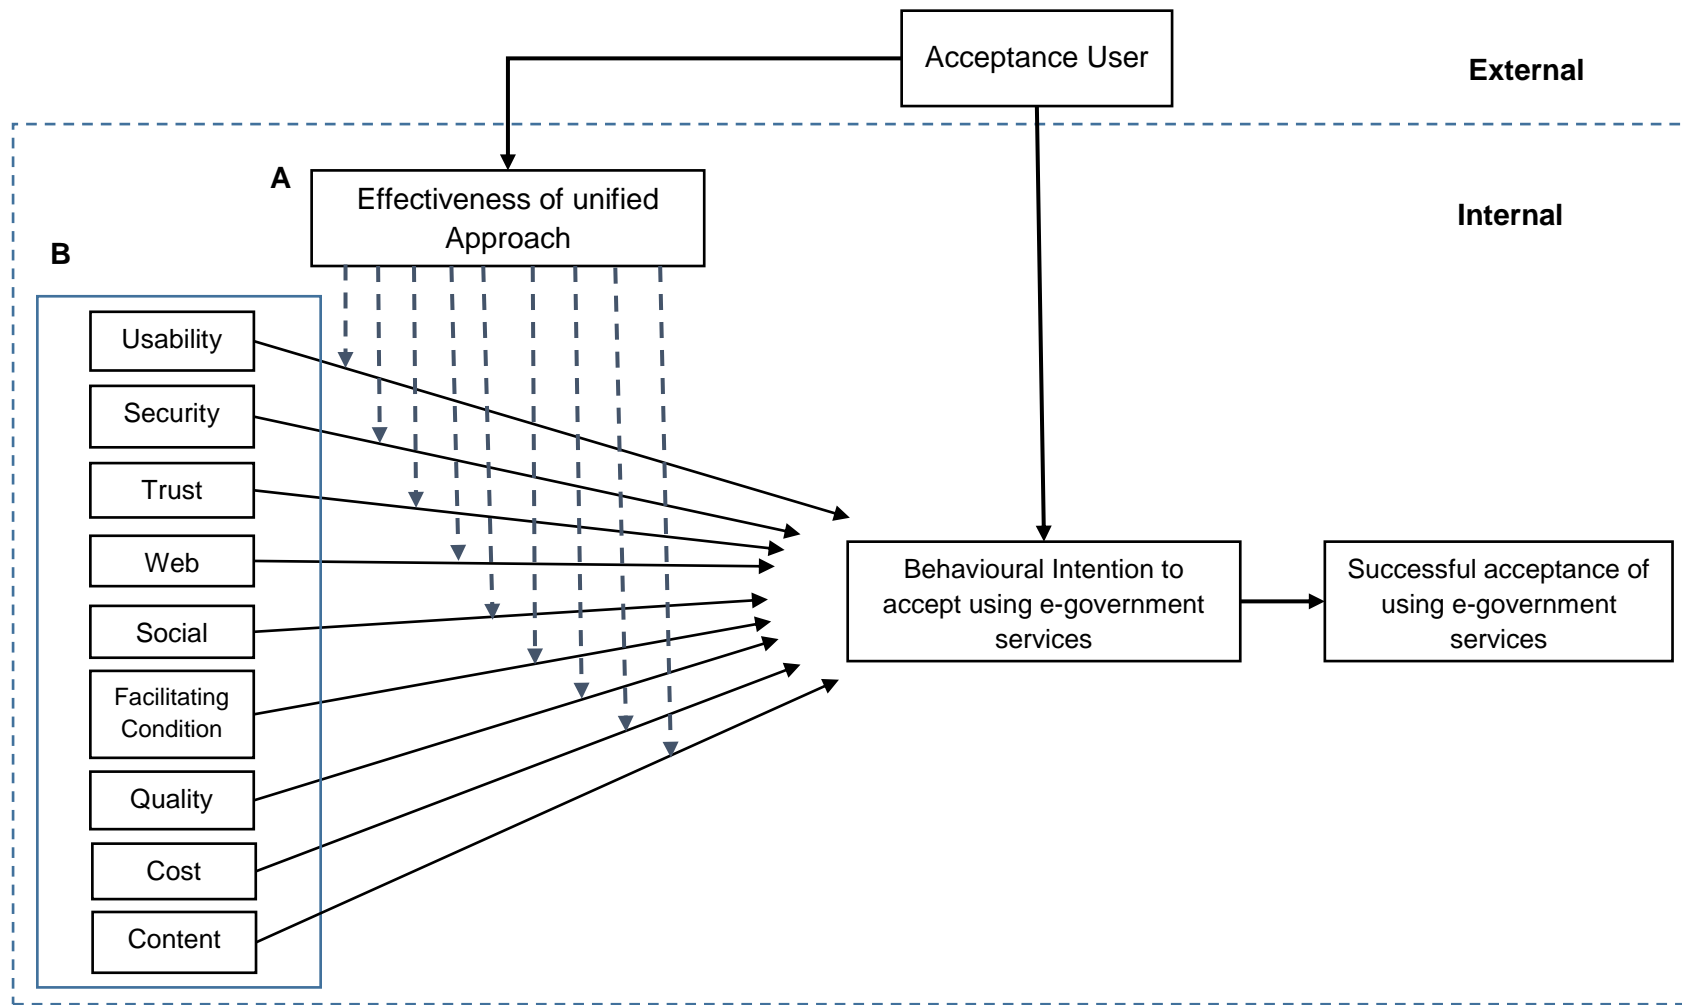 Acceptance User
External
Internal
A
Effectiveness of unified
Approach
B
Usability
Security
Trust
Web
Social
Facilitating
Condition
Quality
Cost
Content
Behavioural Intention to
accept using e-government
services
Successful acceptance of
using e-government
services